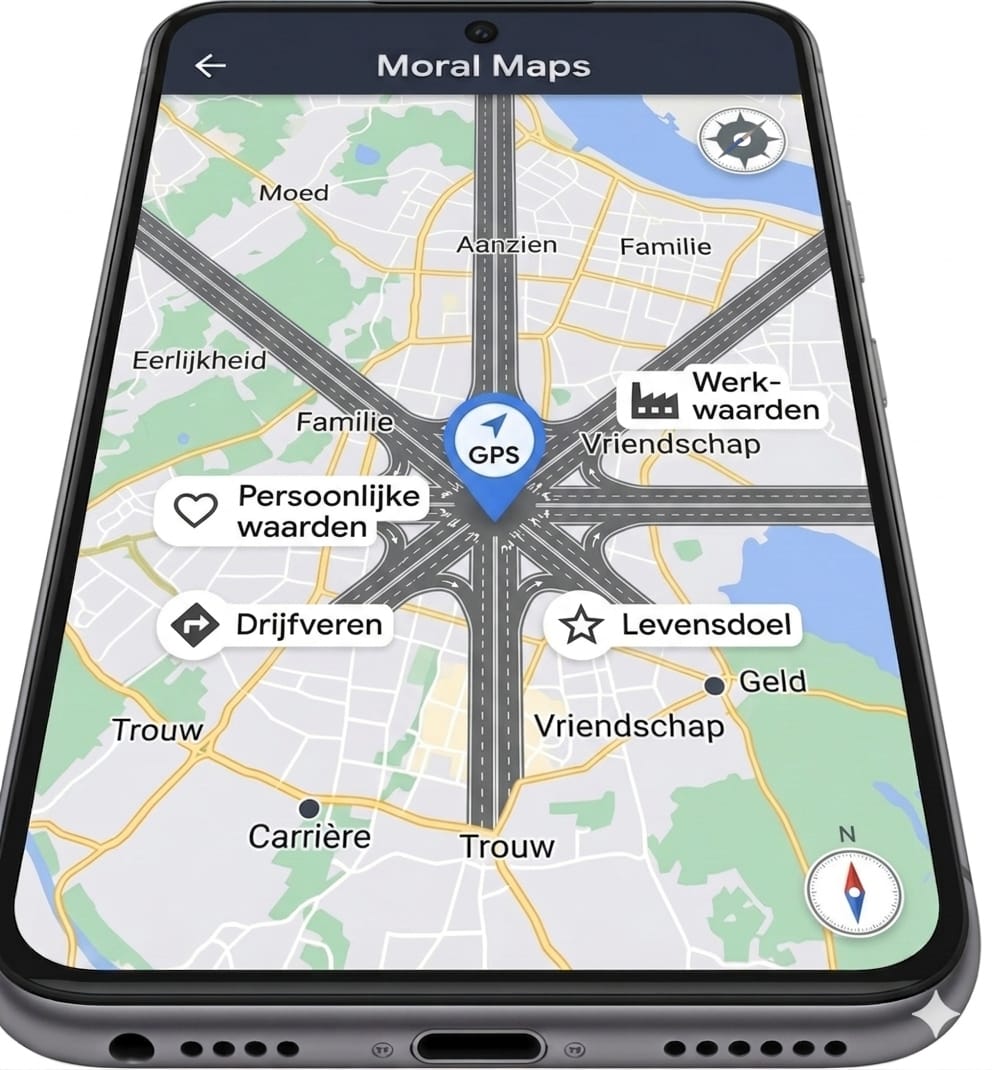 Moral Maps
Moed
Aanzien
Familie
Eerlijkheid
Werk-
waarden
Familie
Vriendschap
GPS
Persoonlijke
waarden
Drijfveren
Levensdoel
Geld
Trouw
Vriendschap
Carrière
Trouw
N